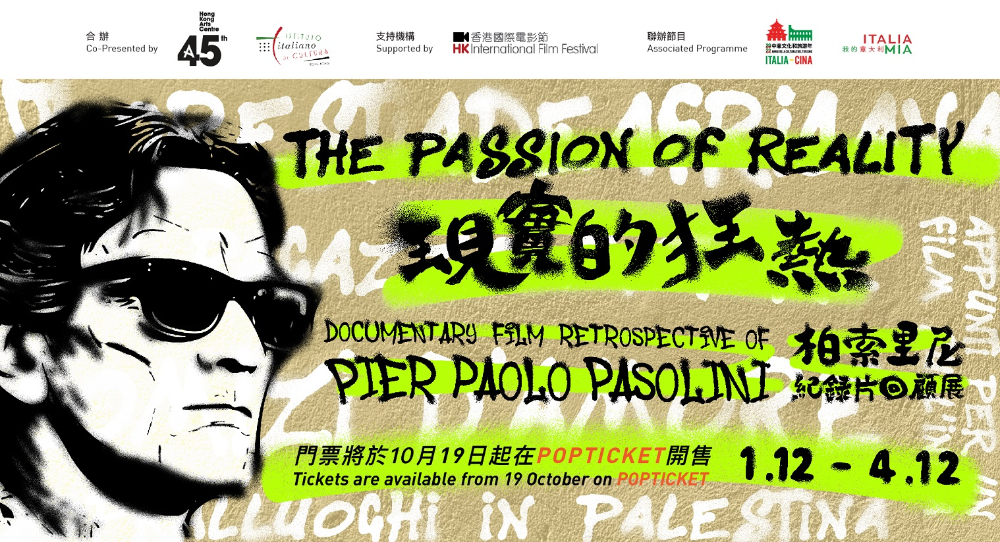 合 辦
Co-Presented by
Hong
Kong
Arts
Centre
45th
ISTITUTO
italiano
DI CULTURA
HONG KONG
支持機構
Supported by
香港國際電影節
HK International Film Festival
聯辦節目
Associated Programme
2022 中意文化和旅游年
ITALIA - CINA
ITALIA
我的意大利MIA
THE PASSION OF REALITY
現實的狂熱
DOCUMENTARY FILM RETROSPECTIVE OF
PIER PAOLO PASOLINI
柏索里尼
紀錄片回顧展
門票將於10月19日起在POPTICKET開售
Tickets are available from 19 October on POPTICKET
1.12 - 4.12
APPUNTI PER
FILM
D'AMORE
IN PALESTINA